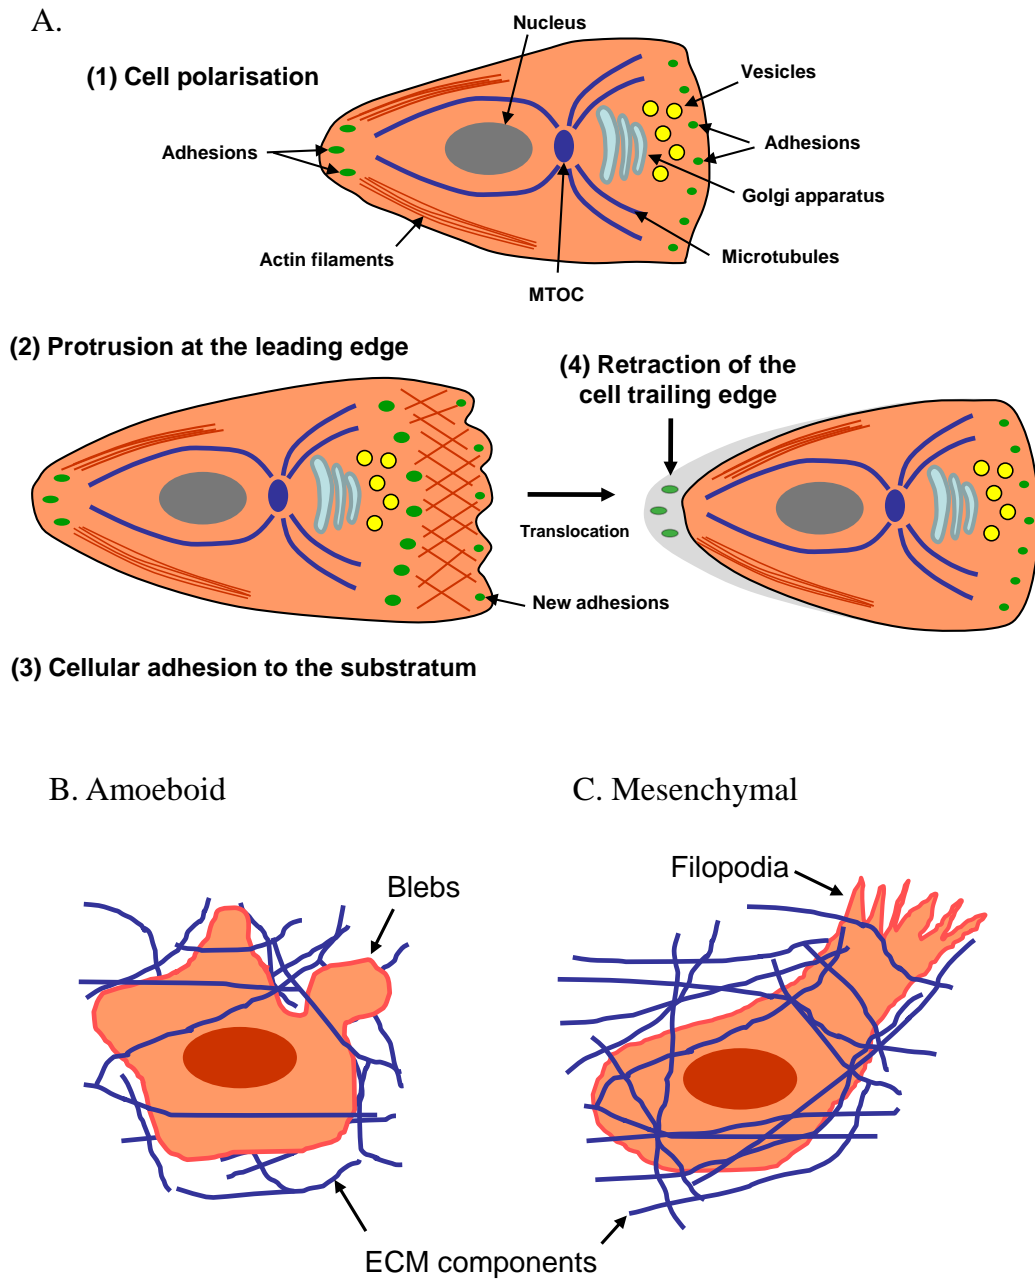 A.
Nucleus
(1) Cell polarisation
Vesicles
Adhesions
Adhesions
Golgi apparatus
Actin filaments
Microtubules
MTOC
(2) Protrusion at the leading edge
(4) Retraction of the
cell trailing edge
Translocation
New adhesions
(3) Cellular adhesion to the substratum
B. Amoeboid
C. Mesenchymal
Filopodia
Blebs
ECM components